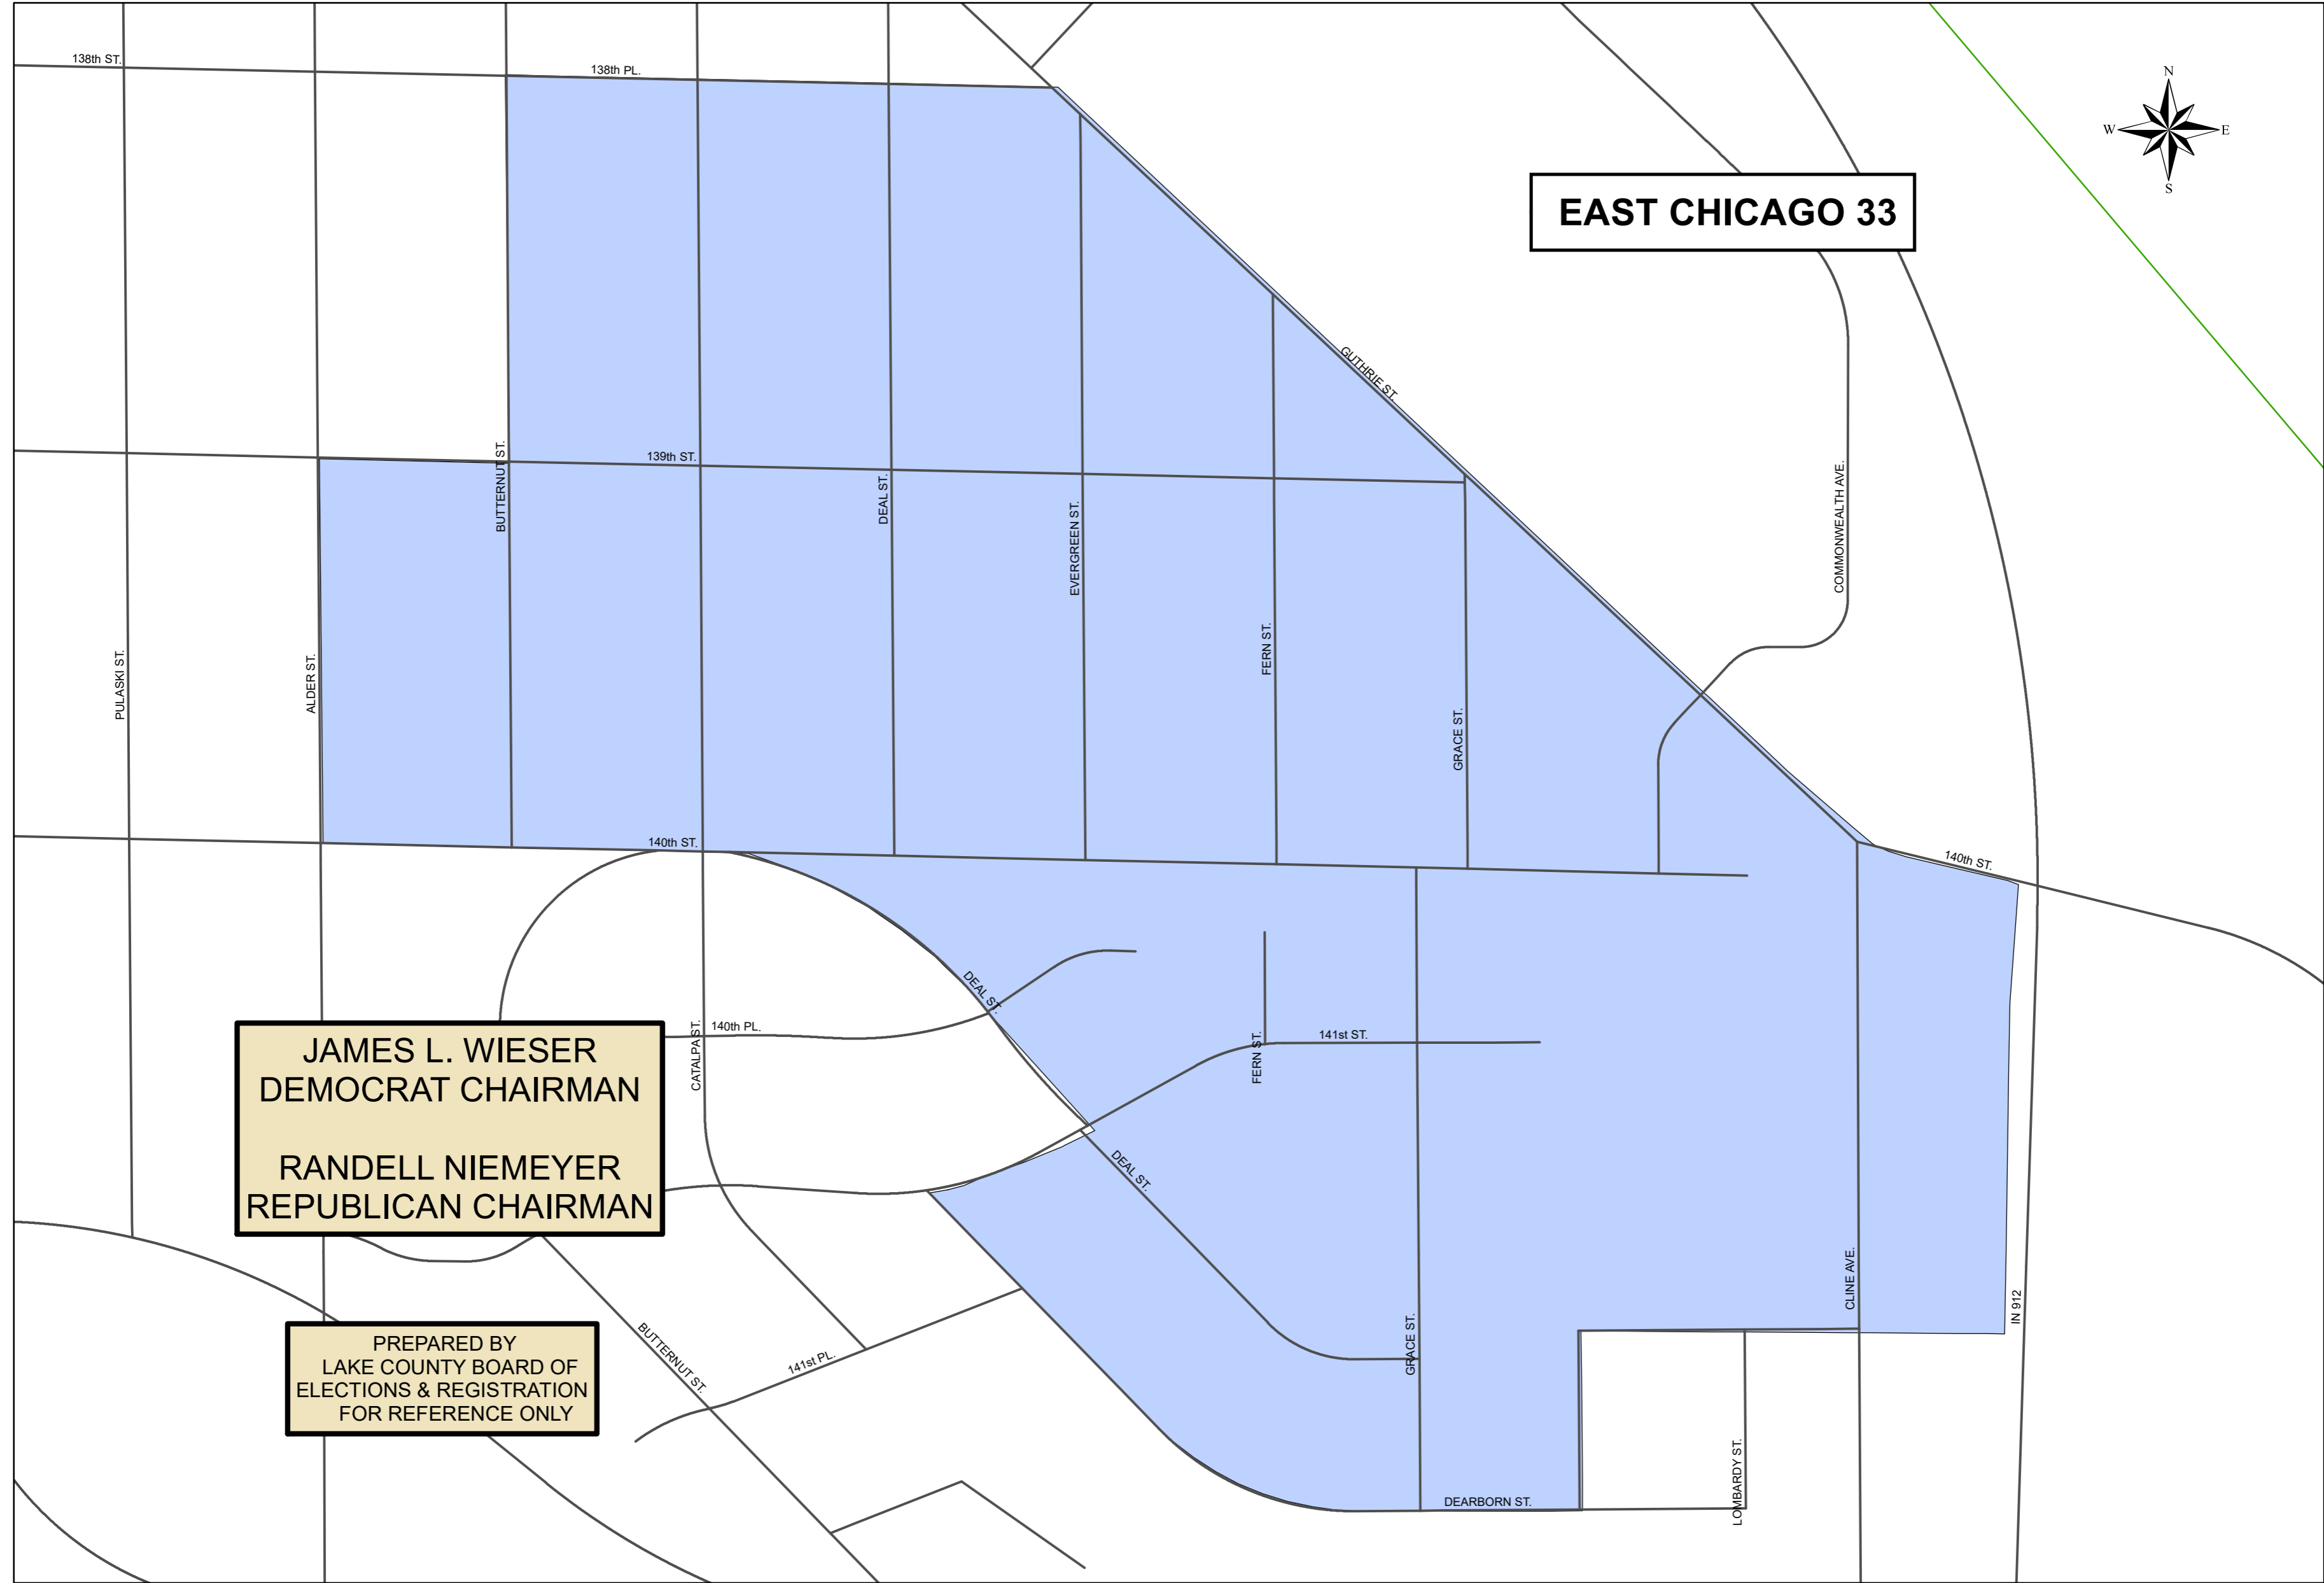 138th ST.
138th PL.
N
W
E
S
EAST CHICAGO 33
GUTHRIE ST.
139th ST.
BUTTERNUT ST.
DEAL ST.
EVERGREEN ST.
COMMONWEALTH AVE.
FERN ST.
PULASKI ST.
ALDER ST.
GRACE ST.
140th ST.
140th ST.
DEAL ST.
140th PL.
CATALPA ST.
FERN ST.
141st ST.
JAMES L. WIESER
DEMOCRAT CHAIRMAN
RANDELL NIEMEYER
REPUBLICAN CHAIRMAN
DEAL ST.
CLINE AVE.
IN 912
GRACE ST.
PREPARED BY
LAKE COUNTY BOARD OF
ELECTIONS & REGISTRATION
FOR REFERENCE ONLY
BUTTERNUT ST.
141st PL.
DEARBORN ST.
LOMBARDY ST.